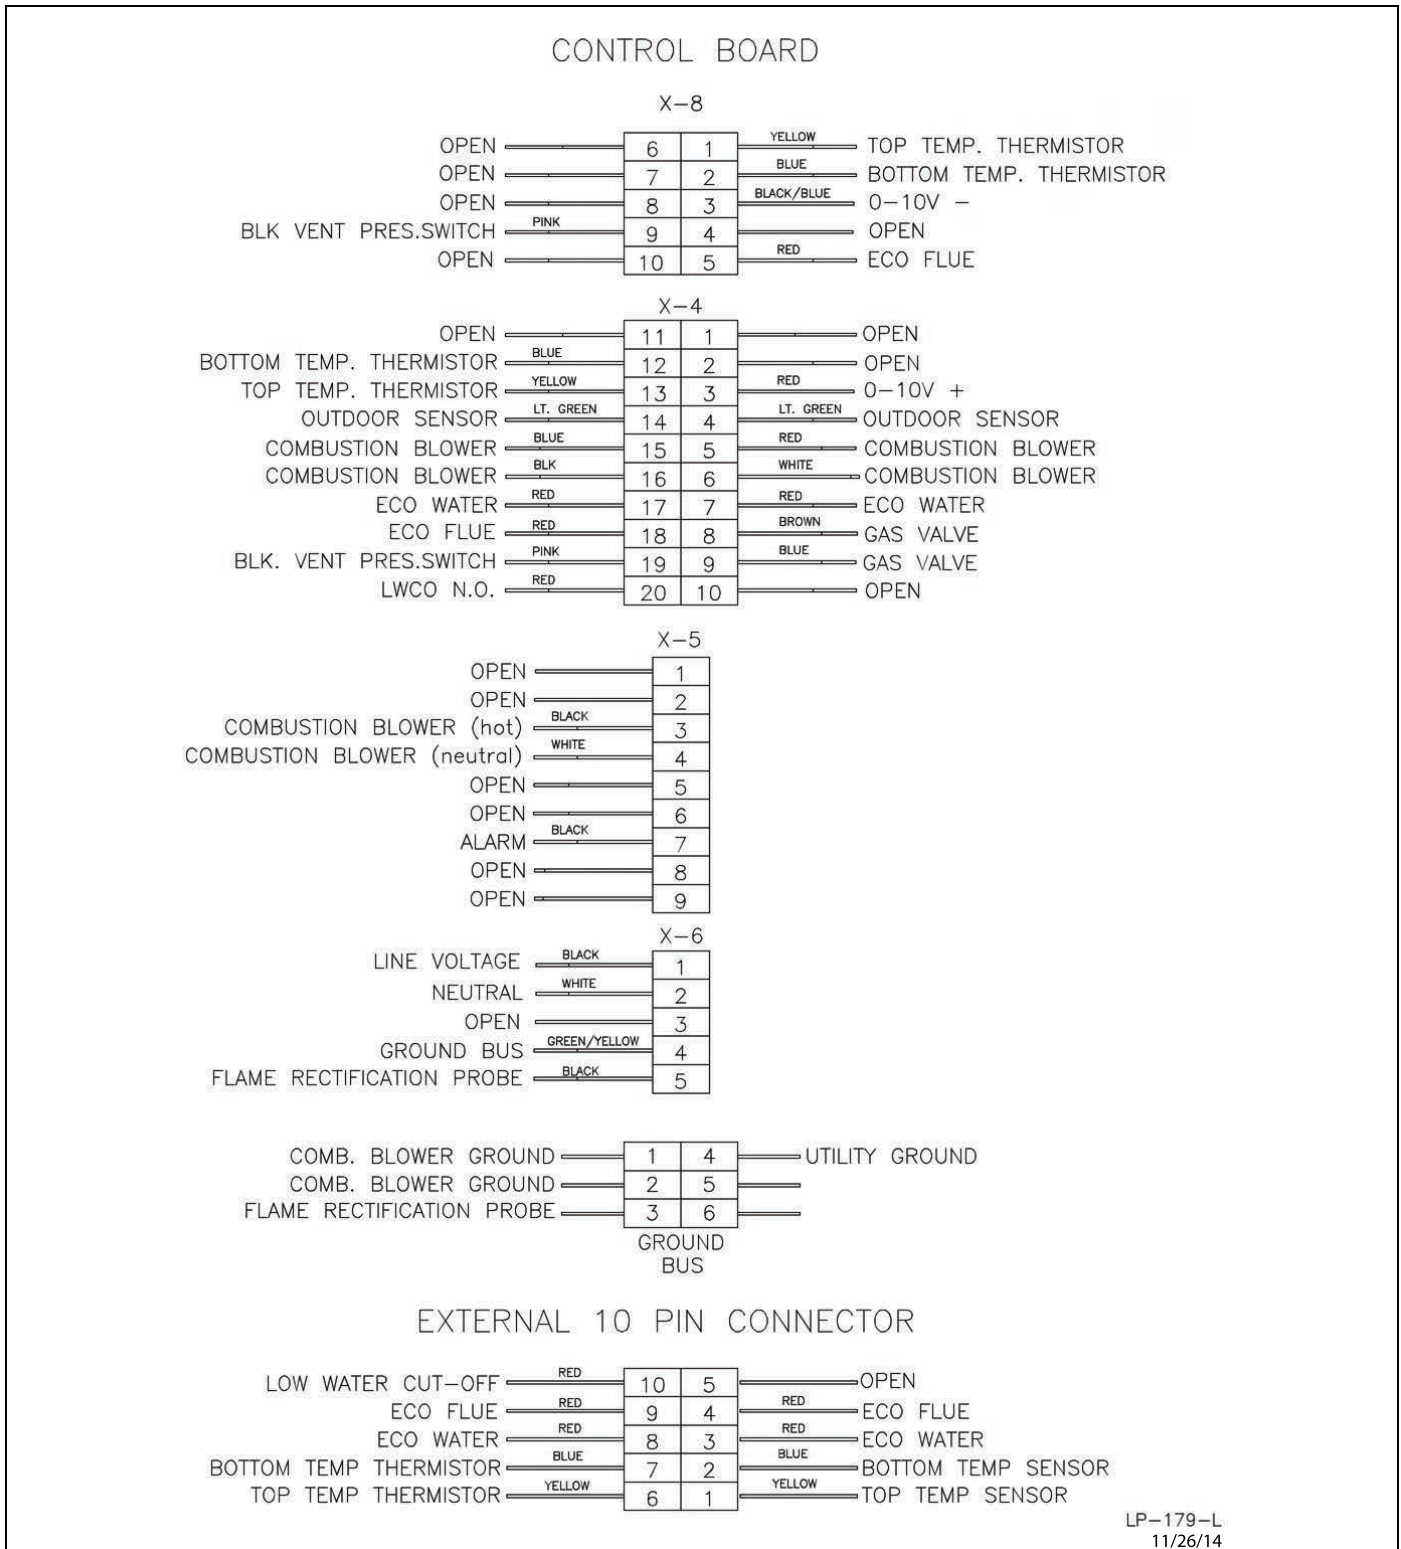 CONTROL BOARD
X-8
OPEN 6 1 YELLOW TOP TEMP. THERMISTOR
OPEN 7 2 BLUE BOTTOM TEMP. THERMISTOR
OPEN 8 3 BLACK/BLUE 0-10V -
BLK VENT PRES.SWITCH PINK 9 4 OPEN
OPEN 10 5 RED ECO FLUE
X-4
OPEN 11 1 OPEN
BOTTOM TEMP. THERMISTOR BLUE 12 2 OPEN
TOP TEMP. THERMISTOR YELLOW 13 3 RED 0-10V +
OUTDOOR SENSOR LT. GREEN 14 4 LT. GREEN OUTDOOR SENSOR
COMBUSTION BLOWER BLUE 15 5 RED COMBUSTION BLOWER
COMBUSTION BLOWER BLK 16 6 WHITE COMBUSTION BLOWER
ECO WATER RED 17 7 RED ECO WATER
ECO FLUE RED 18 8 BROWN GAS VALVE
BLK. VENT PRES.SWITCH PINK 19 9 BLUE GAS VALVE
LWCO N.O. RED 20 10 OPEN
X-5
OPEN 1
OPEN 2
COMBUSTION BLOWER (hot) BLACK 3
COMBUSTION BLOWER (neutral) WHITE 4
OPEN 5
OPEN 6
ALARM BLACK 7
OPEN 8
OPEN 9
X-6
LINE VOLTAGE BLACK 1
NEUTRAL WHITE 2
OPEN 3
GROUND BUS GREEN/YELLOW 4
FLAME RECTIFICATION PROBE BLACK 5
COMB. BLOWER GROUND 1 4 UTILITY GROUND
COMB. BLOWER GROUND 2 5
FLAME RECTIFICATION PROBE 3 6
GROUND
BUS
EXTERNAL 10 PIN CONNECTOR
LOW WATER CUT-OFF RED 10 5 OPEN
ECO FLUE RED 9 4 RED ECO FLUE
ECO WATER RED 8 3 RED ECO WATER
BOTTOM TEMP THERMISTOR BLUE 7 2 BLUE BOTTOM TEMP SENSOR
TOP TEMP THERMISTOR YELLOW 6 1 YELLOW TOP TEMP SENSOR
LP-179-L
11/26/14